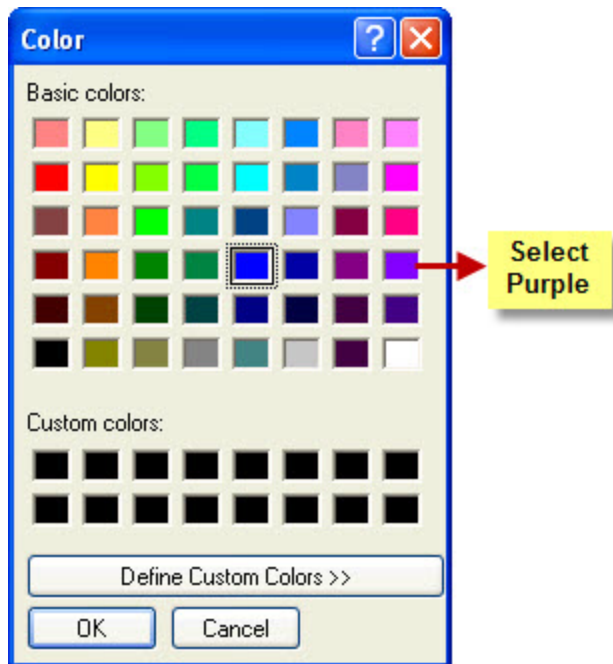 Color
?
Basic colors:
Select
Purple
Custom colors:
Define Custom Colors >>
OK
Cancel